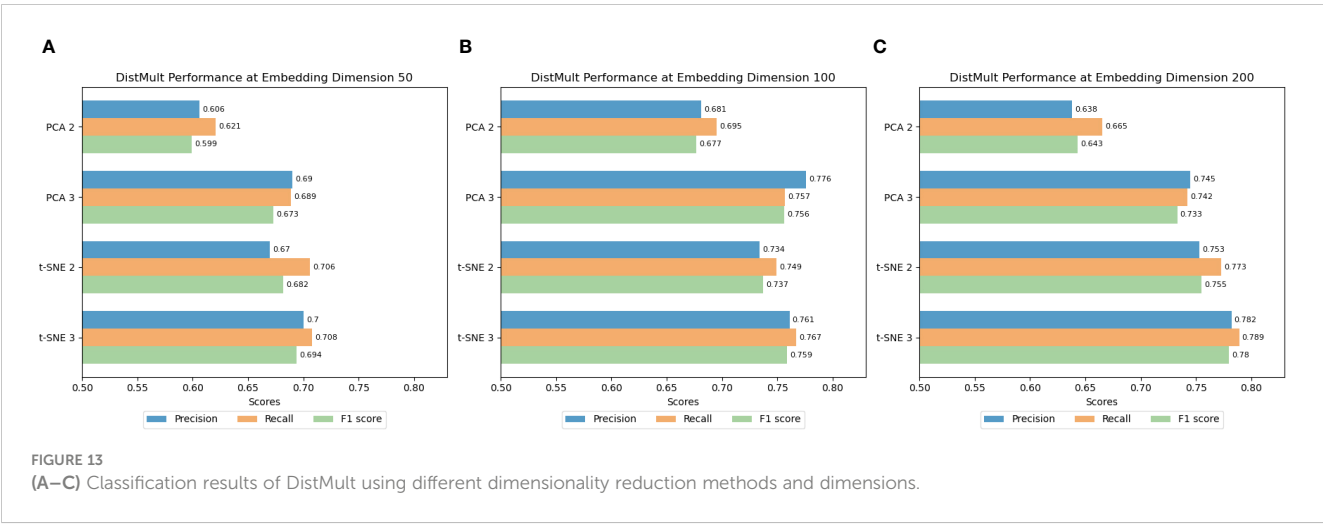 A
DistMult Performance at Embedding Dimension 50
PCA 2
0.606
0.621
0.599
PCA 3
0.69
0.689
0.673
t-SNE 2
0.67
0.706
0.682
t-SNE 3
0.7
0.708
0.694
0.50 0.55 0.60 0.65 0.70 0.75 0.80
Scores
Precision Recall F1 score
B
DistMult Performance at Embedding Dimension 100
PCA 2
0.681
0.695
0.677
PCA 3
0.776
0.757
0.756
t-SNE 2
0.734
0.749
0.737
t-SNE 3
0.761
0.767
0.759
0.50 0.55 0.60 0.65 0.70 0.75 0.80
Scores
Precision Recall F1 score
C
DistMult Performance at Embedding Dimension 200
PCA 2
0.638
0.665
0.643
PCA 3
0.745
0.742
0.733
t-SNE 2
0.753
0.773
0.755
t-SNE 3
0.782
0.789
0.78
0.50 0.55 0.60 0.65 0.70 0.75 0.80
Scores
Precision Recall F1 score
FIGURE 13
(A–C) Classification results of DistMult using different dimensionality reduction methods and dimensions.